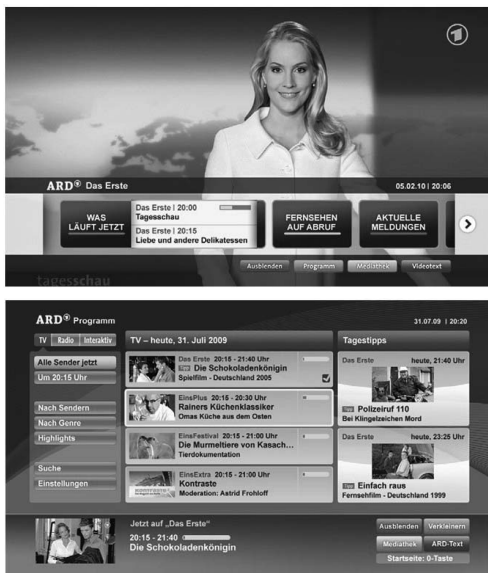 1
ARD Das Erste
05.02.10 | 20:06
WAS
LÄUFT JETZT
Das Erste | 20:00
Tagesschau
Das Erste | 20:15
Liebe und andere Delikatessen
FERNSEHEN
AUF ABRUF
AKTUELLE
MELDUNGEN
Ausblenden
Programm
Mediathek
Videotext
tagesschau
ARD Programm
31.07.09 | 20:20
TV
Radio
Interaktiv
Alle Sender jetzt
Um 20:15 Uhr
Nach Sendern
Nach Genre
Highlights
Suche
Einstellungen
TV – heute, 31. Juli 2009
Das Erste 20:15 - 21:40 Uhr
Tipp Die Schokoladenkönigin
Spielfilm - Deutschland 2005
EinsPlus 20:15 - 20:30 Uhr
Rainers Küchenklassiker
Omas Küche aus dem Osten
EinsFestival 20:15 - 21:00 Uhr
Die Murmeltiere von Kasach...
Tierdokumentation
EinsExtra 20:15 - 21:00 Uhr
Kontraste
Moderation: Astrid Frohloff
Tagestipps
Das Erste heute, 21:40 Uhr
Tipp Polizeiruf 110
Bei Klingelzeichen Mord
Das Erste heute, 23:25 Uhr
Tipp Einfach raus
Fernsehfilm - Deutschland 1999
Jetzt auf „Das Erste“
20:15 - 21:40
Die Schokoladenkönigin
Ausblenden
Verkleinern
Mediathek
ARD-Text
Startseite: 0-Taste